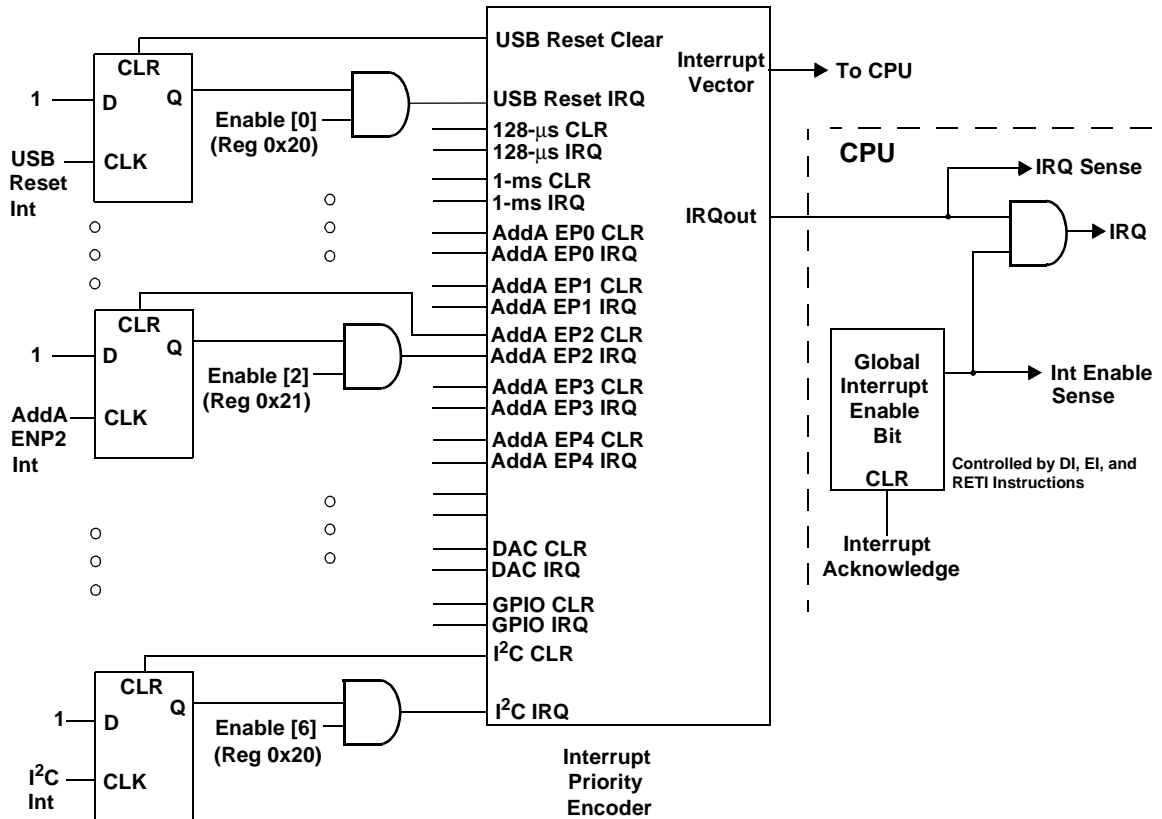 CLR
D
Q
1
CLK
USB
Reset
Int
Enable [0]
(Reg 0x20)
CLR
D
Q
1
CLK
AddA
ENP2
Int
Enable [2]
(Reg 0x21)
CLR
D
Q
1
CLK
I²C
Int
Enable [6]
(Reg 0x20)
USB Reset Clear
USB Reset IRQ
128-μs CLR
128-μs IRQ
1-ms CLR
1-ms IRQ
AddA EP0 CLR
AddA EP0 IRQ
AddA EP1 CLR
AddA EP1 IRQ
AddA EP2 CLR
AddA EP2 IRQ
AddA EP3 CLR
AddA EP3 IRQ
AddA EP4 CLR
AddA EP4 IRQ
DAC CLR
DAC IRQ
GPIO CLR
GPIO IRQ
I²C CLR
I²C IRQ
Interrupt
Vector
IRQout
Interrupt
Priority
Encoder
To CPU
CPU
IRQ Sense
IRQ
Global
Interrupt
Enable
Bit
CLR
Int Enable
Sense
Controlled by DI, EI, and
RETI Instructions
Interrupt
Acknowledge